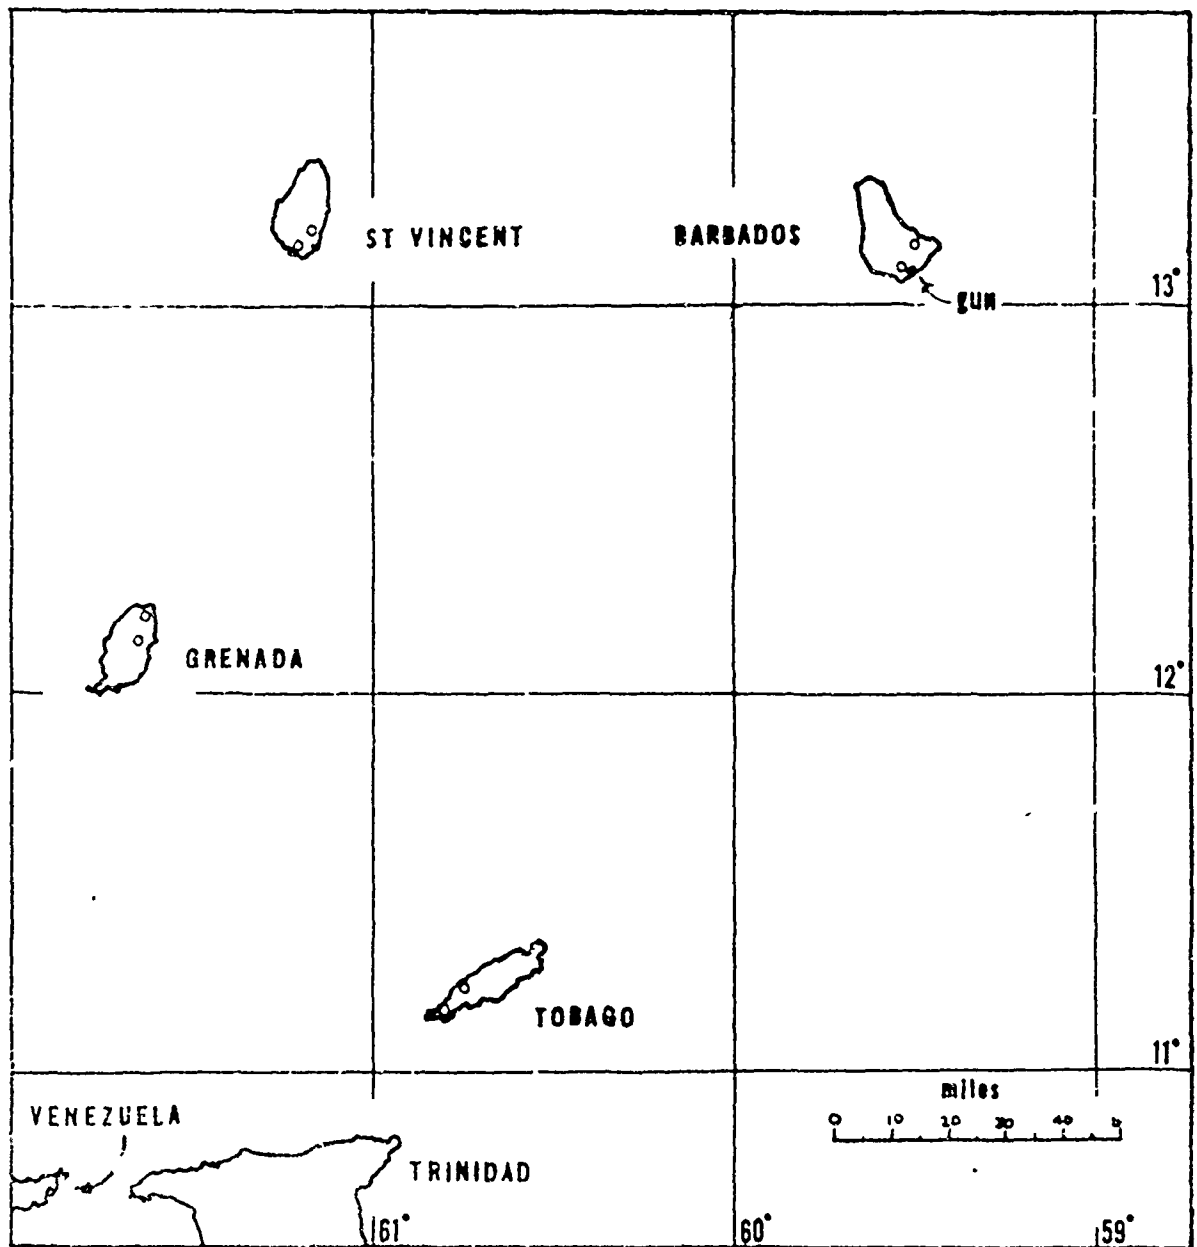 ST VINCENT
BARBADOS
gun
13°
GRENADA
12°
TOBAGO
11°
miles
0 10 20 30 40
VENEZUELA
TRINIDAD
61°
60°
59°